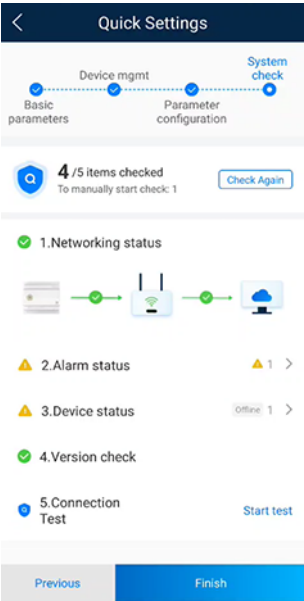 Quick Settings
System
check
Device mgmt
Basic
parameters
Parameter
configuration
4 /5 items checked
To manually start check: 1
Check Again
1.Networking status
2.Alarm status
1
3.Device status
Offline 1
4.Version check
5.Connection
Test
Start test
Previous
Finish